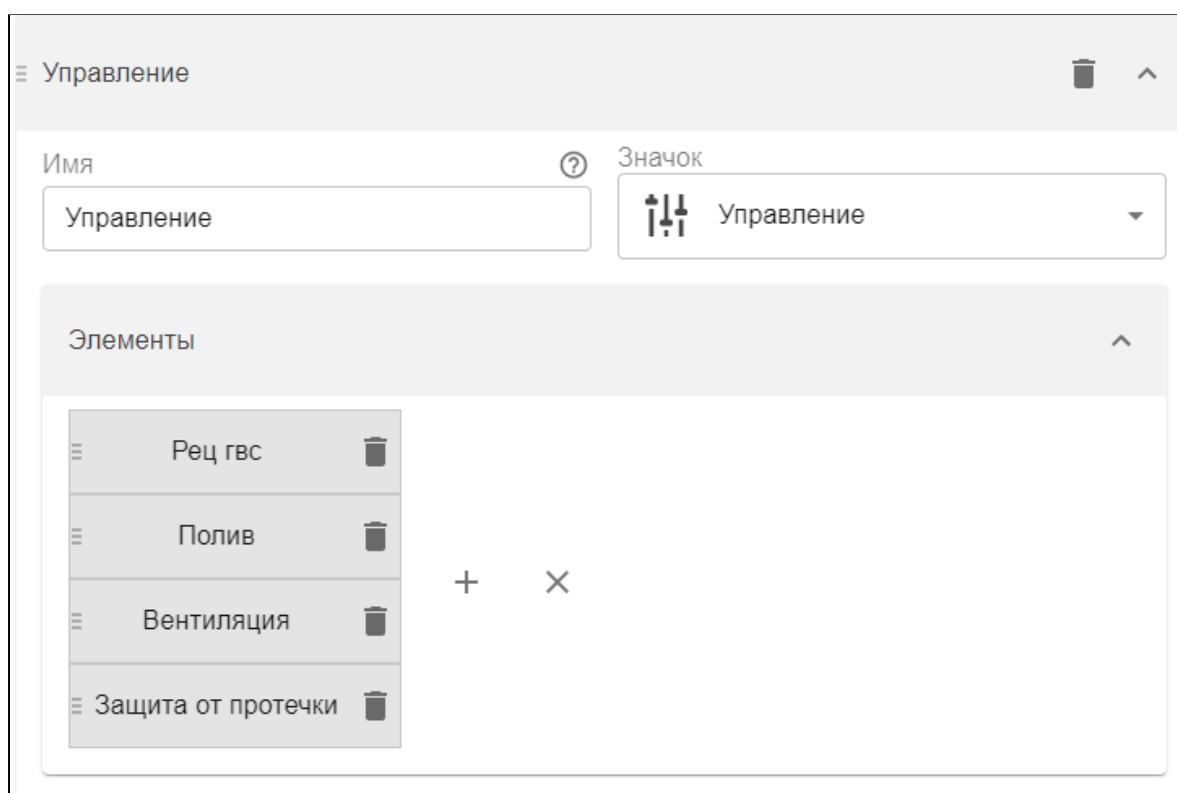 Управление
Имя
Значок
Управление
Управление
Элементы
Рец гвс
Полив
Вентиляция
Защита от протечки